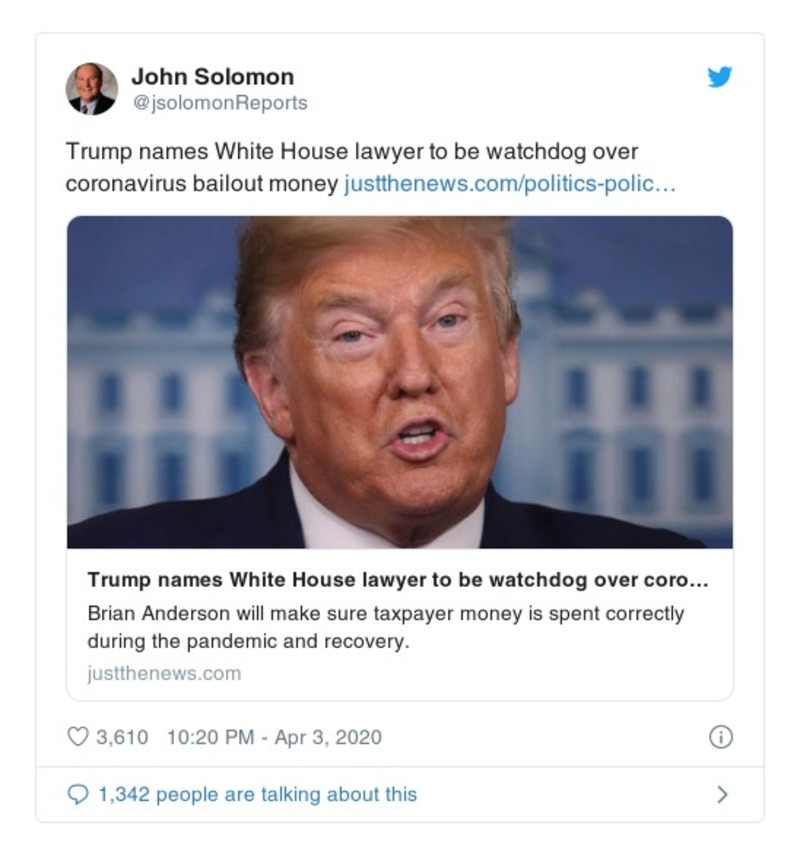 John Solomon
@jsolomonReports
Trump names White House lawyer to be watchdog over
coronavirus bailout money justthenews.com/politics-polic…
Trump names White House lawyer to be watchdog over coro…
Brian Anderson will make sure taxpayer money is spent correctly
during the pandemic and recovery.
justthenews.com
3,610 10:20 PM - Apr 3, 2020
1,342 people are talking about this